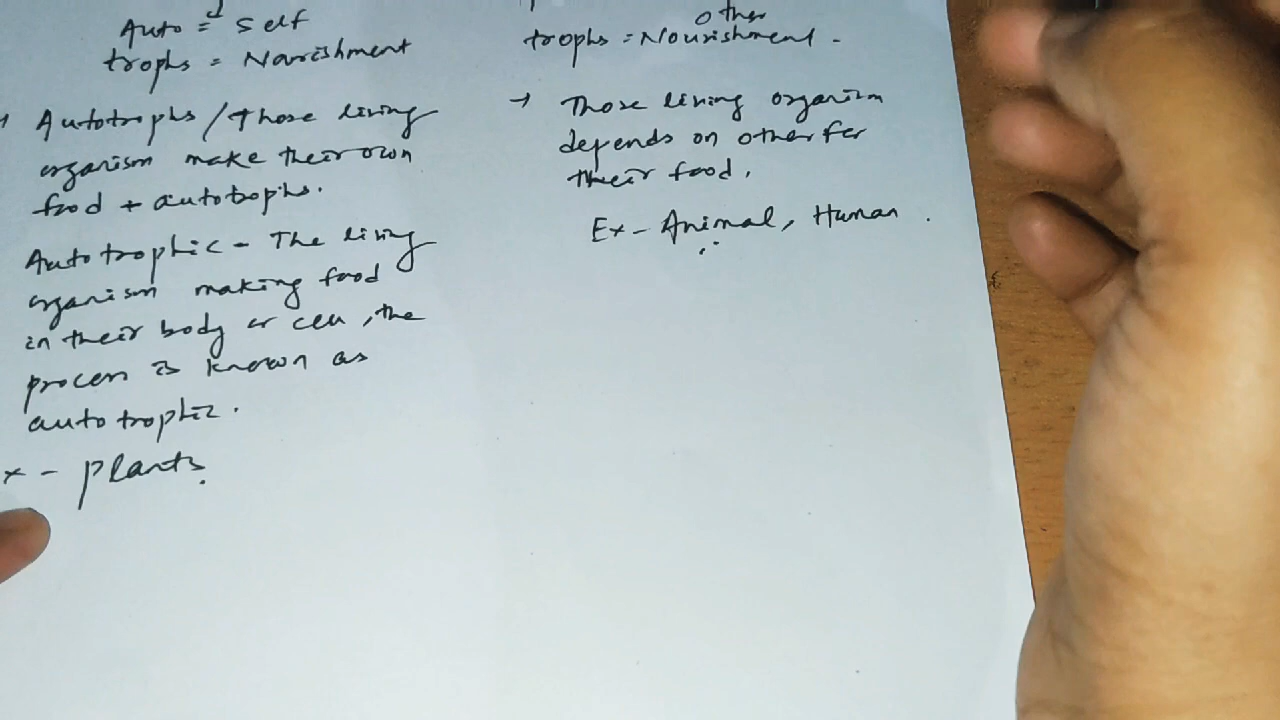 Auto = Self
trophs = Nourishment
Autotrophs / Those living
organism make their own
food → autotrophs.
Autotrophic - The living
organism making food
in their body or cell, the
process is known as
autotrophic.
x - plants.
other
trophs = Nourishment -
→ Those living organism
depends on other for
their food.
Ex - Animal, Human .